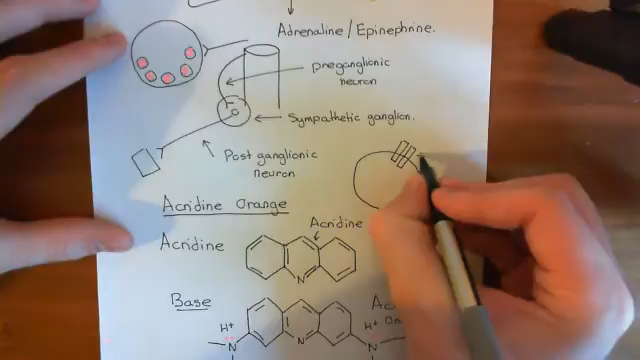 Adrenaline/Epinephrine.
preganglionic
neuron
Sympathetic ganglion.
Post ganglionic
neuron
Acridine Orange
Acridine
Acridine
N
Base
H+
N
N
H+
N